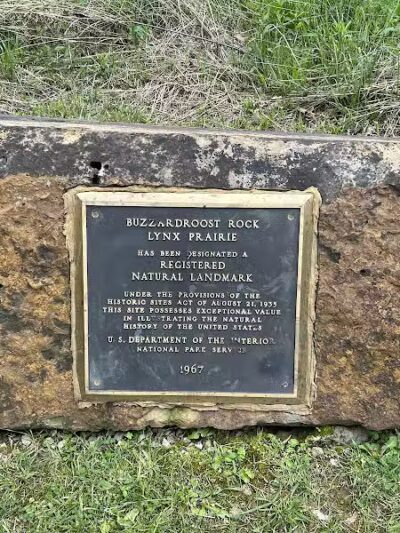 BUZZARDROOST ROCK
LYNX PRAIRIE
HAS BEEN DESIGNATED A
REGISTERED
NATURAL LANDMARK
UNDER THE PROVISIONS OF THE
HISTORIC SITES ACT OF AUGUST 21, 1935
THIS SITE POSSESSES EXCEPTIONAL VALUE
IN ILLUSTRATING THE NATURAL
HISTORY OF THE UNITED STATES
U.S. DEPARTMENT OF THE INTERIOR
NATIONAL PARK SERVICE
1967